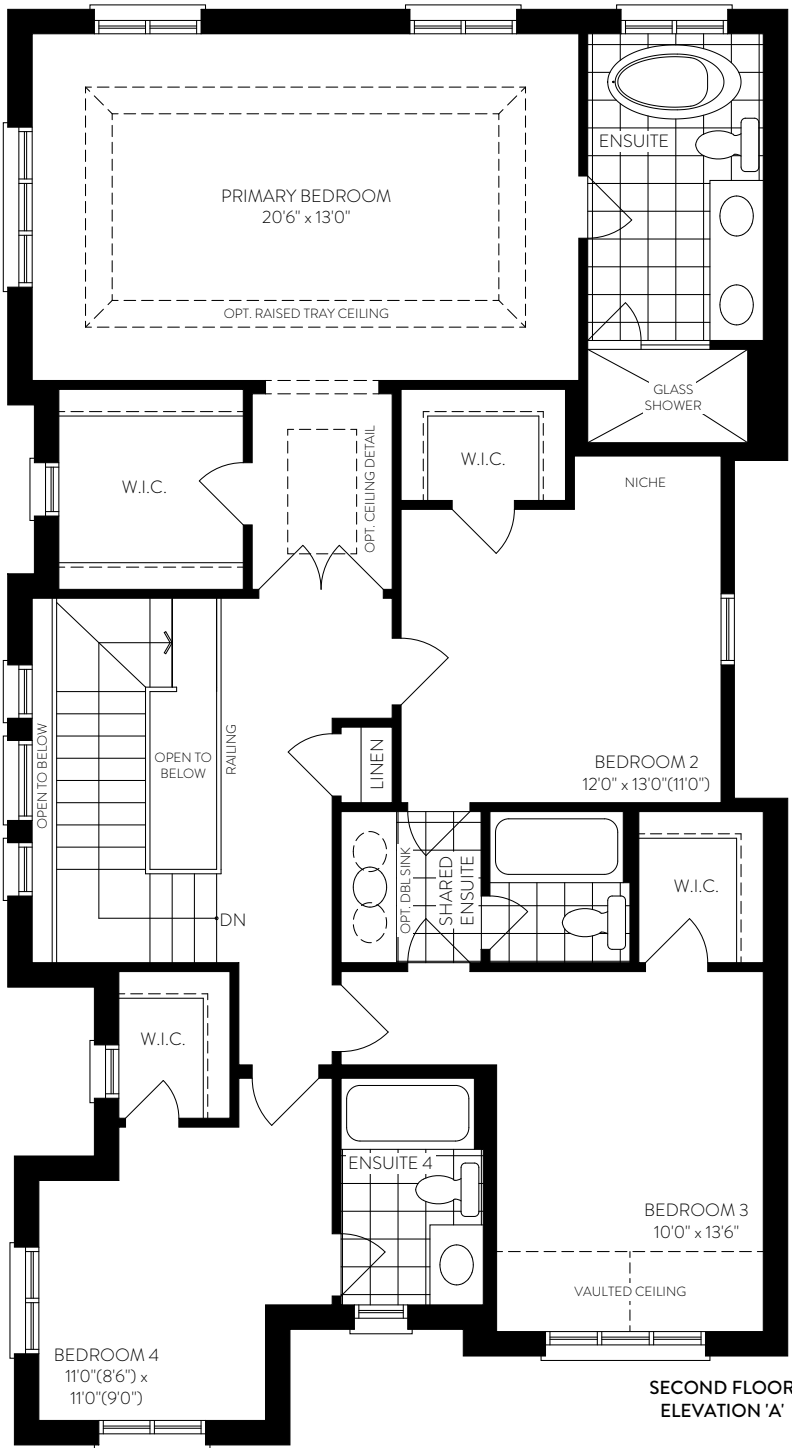 ENSUITE
PRIMARY BEDROOM
20'6" x 13'0"
OPT. RAISED TRAY CEILING
GLASS
SHOWER
W.I.C.
OPT. CEILING DETAIL
W.I.C.
NICHE
OPEN TO BELOW
OPEN TO
BELOW
RAILING
LINEN
BEDROOM 2
12'0" x 13'0"(11'0")
OPT. DBL SINK
SHARED
ENSUITE
W.I.C.
DN
W.I.C.
ENSUITE 4
BEDROOM 3
10'0" x 13'6"
VAULTED CEILING
BEDROOM 4
11'0"(8'6") x
11'0"(9'0")
SECOND FLOOR
ELEVATION 'A'